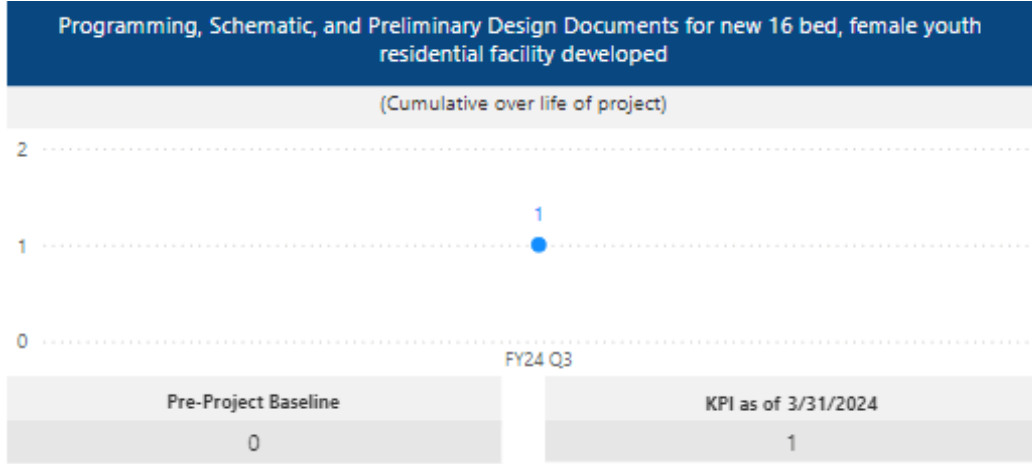 Programming, Schematic, and Preliminary Design Documents for new 16 bed, female youth
residential facility developed
(Cumulative over life of project)
2
1
1
0
FY24 Q3
Pre-Project Baseline
KPI as of 3/31/2024
0
1